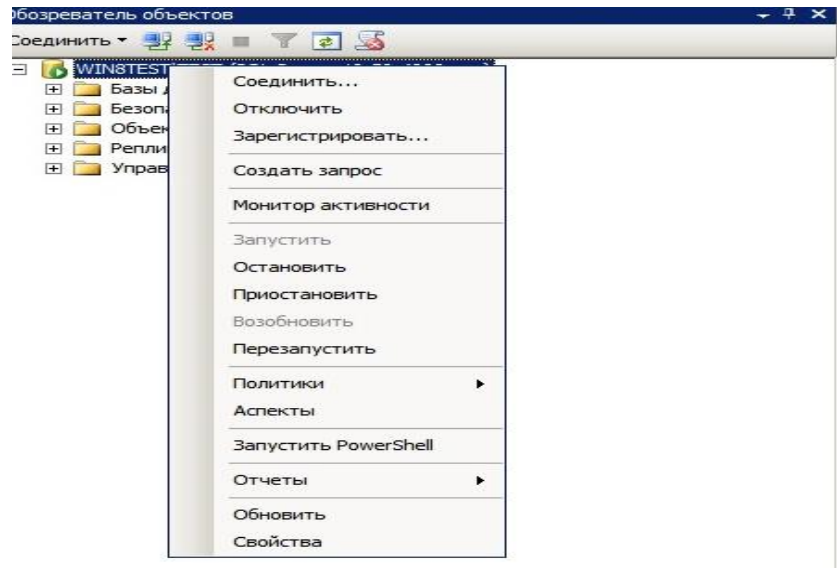 Обозреватель объектов
Соединить
WIN8TEST
Базы
Безопа
Объек
Репли
Управ
Соединить...
Отключить
Зарегистрировать...
Создать запрос
Монитор активности
Запустить
Остановить
Приостановить
Возобновить
Перезапустить
Политики
Аспекты
Запустить PowerShell
Отчеты
Обновить
Свойства